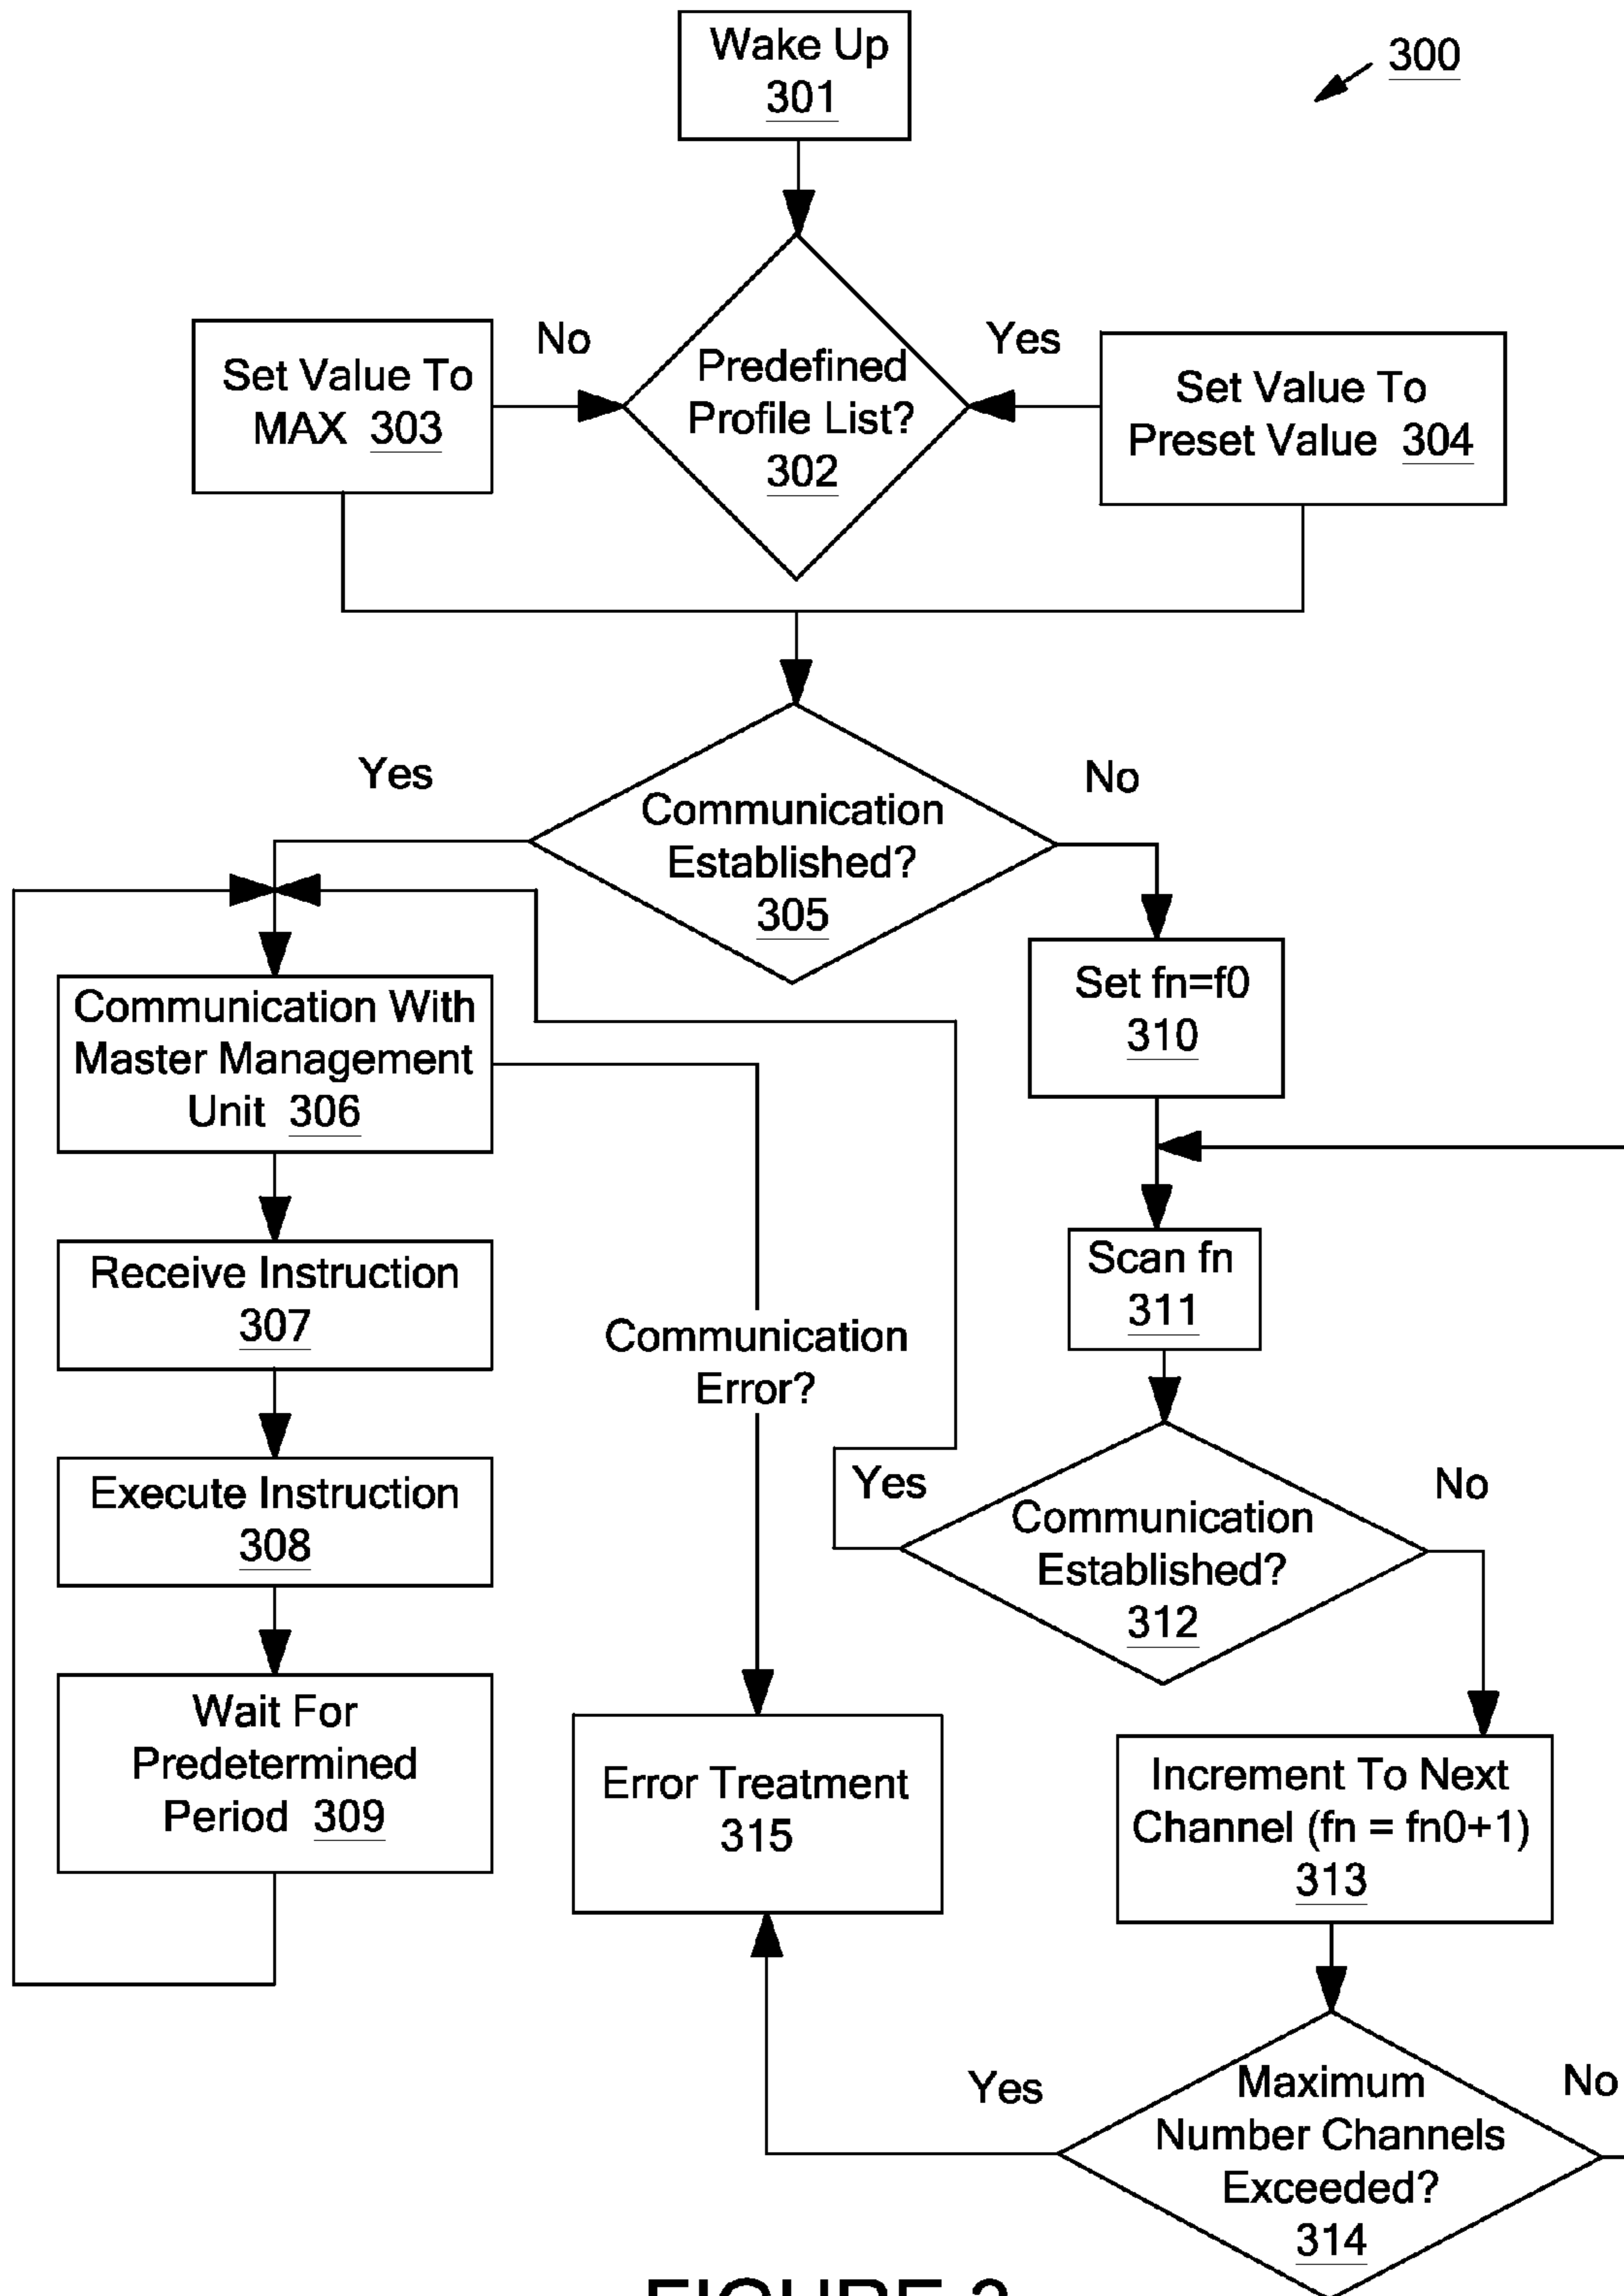 Wake Up
301
300
No
Yes
Set Value To
MAX 303
Predefined
Profile List?
302
Set Value To
Preset Value 304
Yes
No
Communication
Established?
305
Communication With
Master Management
Unit 306
Set fn=f0
310
Receive Instruction
307
Scan fn
311
Communication
Error?
Execute Instruction
308
Yes
No
Communication
Established?
312
Wait For
Predetermined
Period 309
Error Treatment
315
Increment To Next
Channel (fn = fn0+1)
313
Yes
No
Maximum
Number Channels
Exceeded?
314